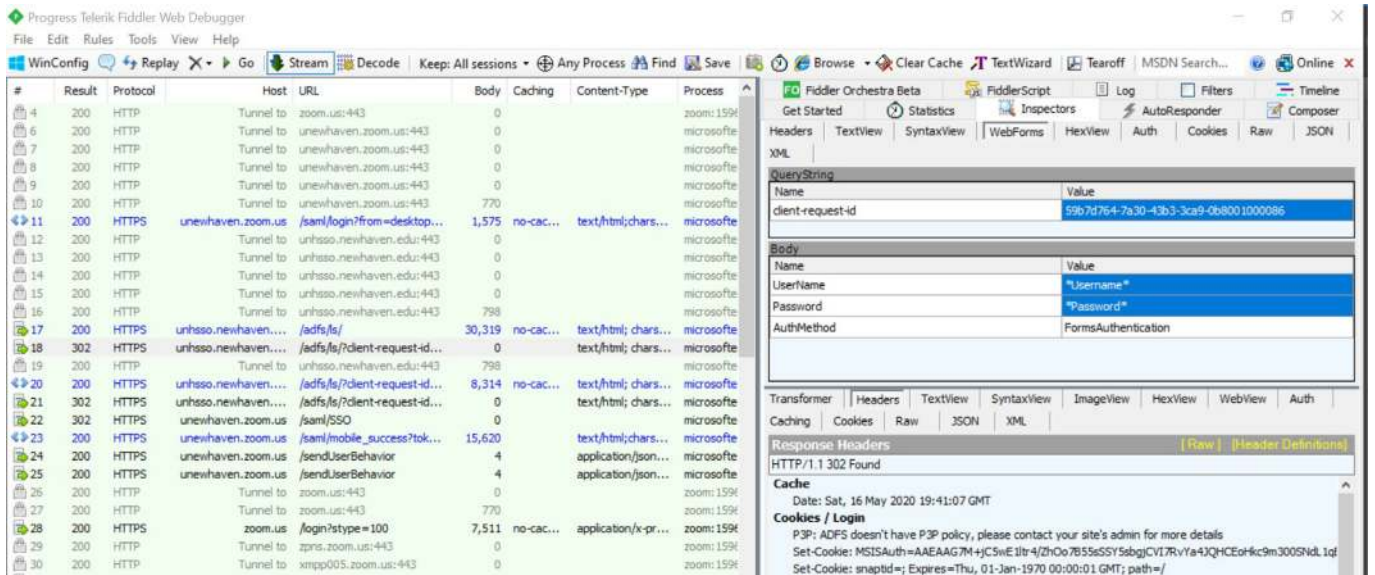 Progress Telerik Fiddler Web Debugger
File Edit Rules Tools View Help
WinConfig Replay X Go Stream Decode Keep: All sessions Any Process Find Save Browse Clear Cache TextWizard Tearoff MSDN Search... Online
# Result Protocol Host URL Body Caching Content-Type Process
4 200 HTTP Tunnel to zoom.us:443 0 zoom:1596
6 200 HTTP Tunnel to unewhaven.zoom.us:443 0 microsofte
7 200 HTTP Tunnel to unewhaven.zoom.us:443 0 microsofte
8 200 HTTP Tunnel to unewhaven.zoom.us:443 0 microsofte
9 200 HTTP Tunnel to unewhaven.zoom.us:443 0 microsofte
10 200 HTTP Tunnel to unewhaven.zoom.us:443 770 microsofte
11 200 HTTPS unewhaven.zoom.us /saml/login?from=desktop... 1,575 no-cac... text/html;chars... microsofte
12 200 HTTP Tunnel to unhsso.newhaven.edu:443 0 microsofte
13 200 HTTP Tunnel to unhsso.newhaven.edu:443 0 microsofte
14 200 HTTP Tunnel to unhsso.newhaven.edu:443 0 microsofte
15 200 HTTP Tunnel to unhsso.newhaven.edu:443 0 microsofte
16 200 HTTP Tunnel to unhsso.newhaven.edu:443 798 microsofte
17 200 HTTPS unhsso.newhaven.... /adfs/ls/ 30,319 no-cac... text/html; chars... microsofte
18 302 HTTPS unhsso.newhaven.... /adfs/ls/?client-request-id... 0 text/html; chars... microsofte
19 200 HTTP Tunnel to unhsso.newhaven.edu:443 798 microsofte
20 200 HTTPS unhsso.newhaven.... /adfs/ls/?client-request-id... 8,314 no-cac... text/html; chars... microsofte
21 302 HTTPS unhsso.newhaven.... /adfs/ls/?client-request-id... 0 text/html; chars... microsofte
22 302 HTTPS unewhaven.zoom.us /saml/SSO 0 microsofte
23 200 HTTPS unewhaven.zoom.us /saml/mobile_success?tok... 15,620 text/html;chars... microsofte
24 200 HTTPS unewhaven.zoom.us /sendUserBehavior 4 application/json... microsofte
25 200 HTTPS unewhaven.zoom.us /sendUserBehavior 4 application/json... microsofte
26 200 HTTP Tunnel to zoom.us:443 0 zoom:1596
27 200 HTTP Tunnel to zoom.us:443 770 zoom:1596
28 200 HTTPS zoom.us /login?stype=100 7,511 no-cac... application/x-pr... zoom:1596
29 200 HTTP Tunnel to zpns.zoom.us:443 0 zoom:1596
30 200 HTTP Tunnel to xmpp005.zoom.us:443 0 zoom:1596
FO Fiddler Orchestra Beta FiddlerScript Log Filters Timeline
Get Started Statistics Inspectors AutoResponder Composer
Headers TextView SyntaxView WebForms HexView Auth Cookies Raw JSON
XML
QueryString
Name Value
client-request-id 59b7d764-7a30-43b3-3ca9-0b8001000086
Body
Name Value
UserName *Username*
Password *Password*
AuthMethod FormsAuthentication
Transformer Headers TextView SyntaxView ImageView HexView WebView Auth
Caching Cookies Raw JSON XML
Response Headers [Raw] [Header Definitions]
HTTP/1.1 302 Found
Cache
Date: Sat, 16 May 2020 19:41:07 GMT
Cookies / Login
P3P: ADFS doesn't have P3P policy, please contact your site's admin for more details
Set-Cookie:
Set-Cookie: snaptid=; Expires=Thu, 01-Jan-1970 00:00:01 GMT; path=/